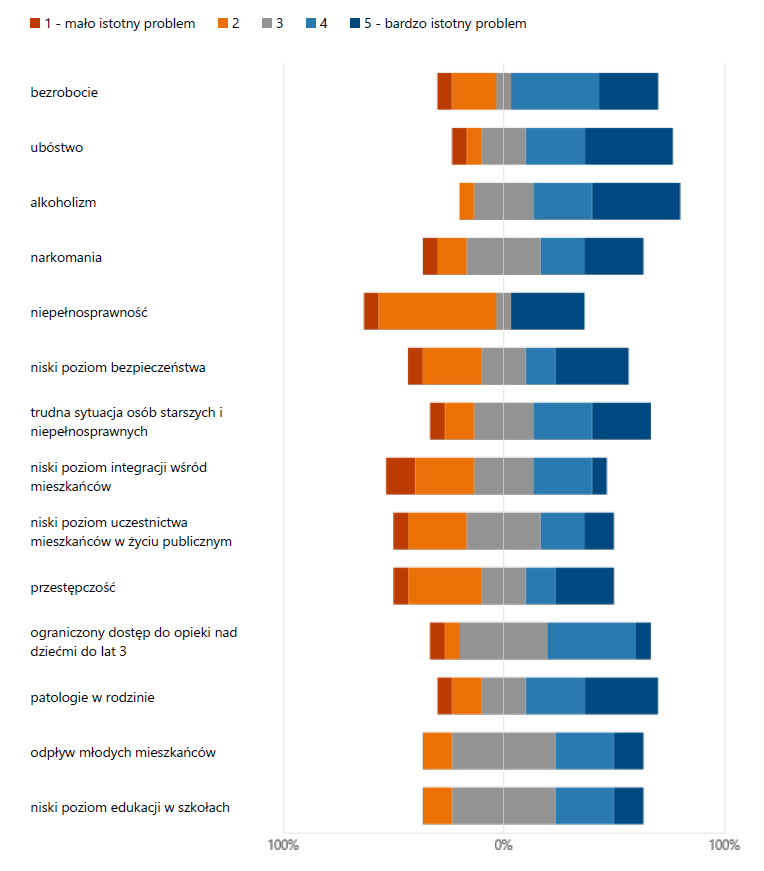 1 - mało istotny problem 2 3 4 5 - bardzo istotny problem
bezrobocie
ubóstwo
alkoholizm
narkomania
niepełnosprawność
niski poziom bezpieczeństwa
trudna sytuacja osób starszych i
niepełnosprawnych
niski poziom integracji wśród
mieszkańców
niski poziom uczestnictwa
mieszkańców w życiu publicznym
przestępczość
ograniczony dostęp do opieki nad
dziećmi do lat 3
patologie w rodzinie
odpływ młodych mieszkańców
niski poziom edukacji w szkołach
100% 0% 100%